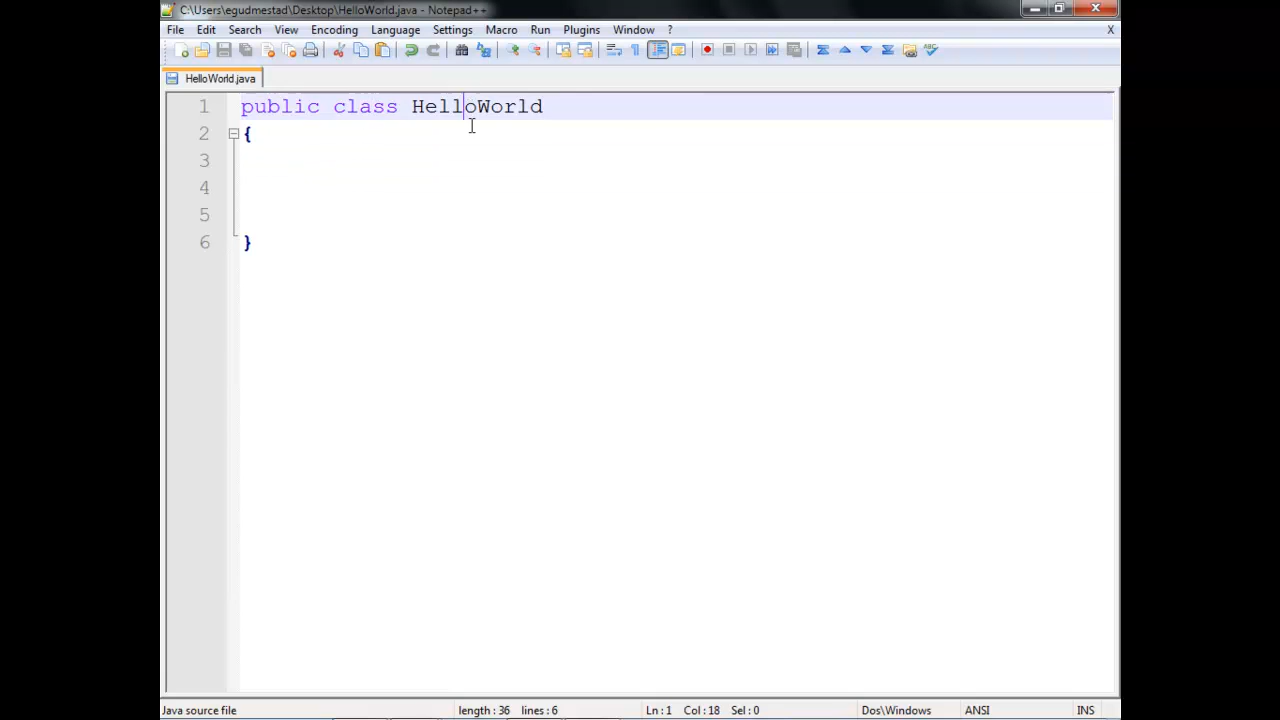 C:\Users\egudmestad\Desktop\HelloWorld.java - Notepad++
File Edit Search View Encoding Language Settings Macro Run Plugins Window ? X
HelloWorld.java
1 public class HelloWorld
2 {
3
4
5
6 }
Java source file length : 36 lines : 6 Ln : 1 Col : 18 Sel : 0 Dos\Windows ANSI INS